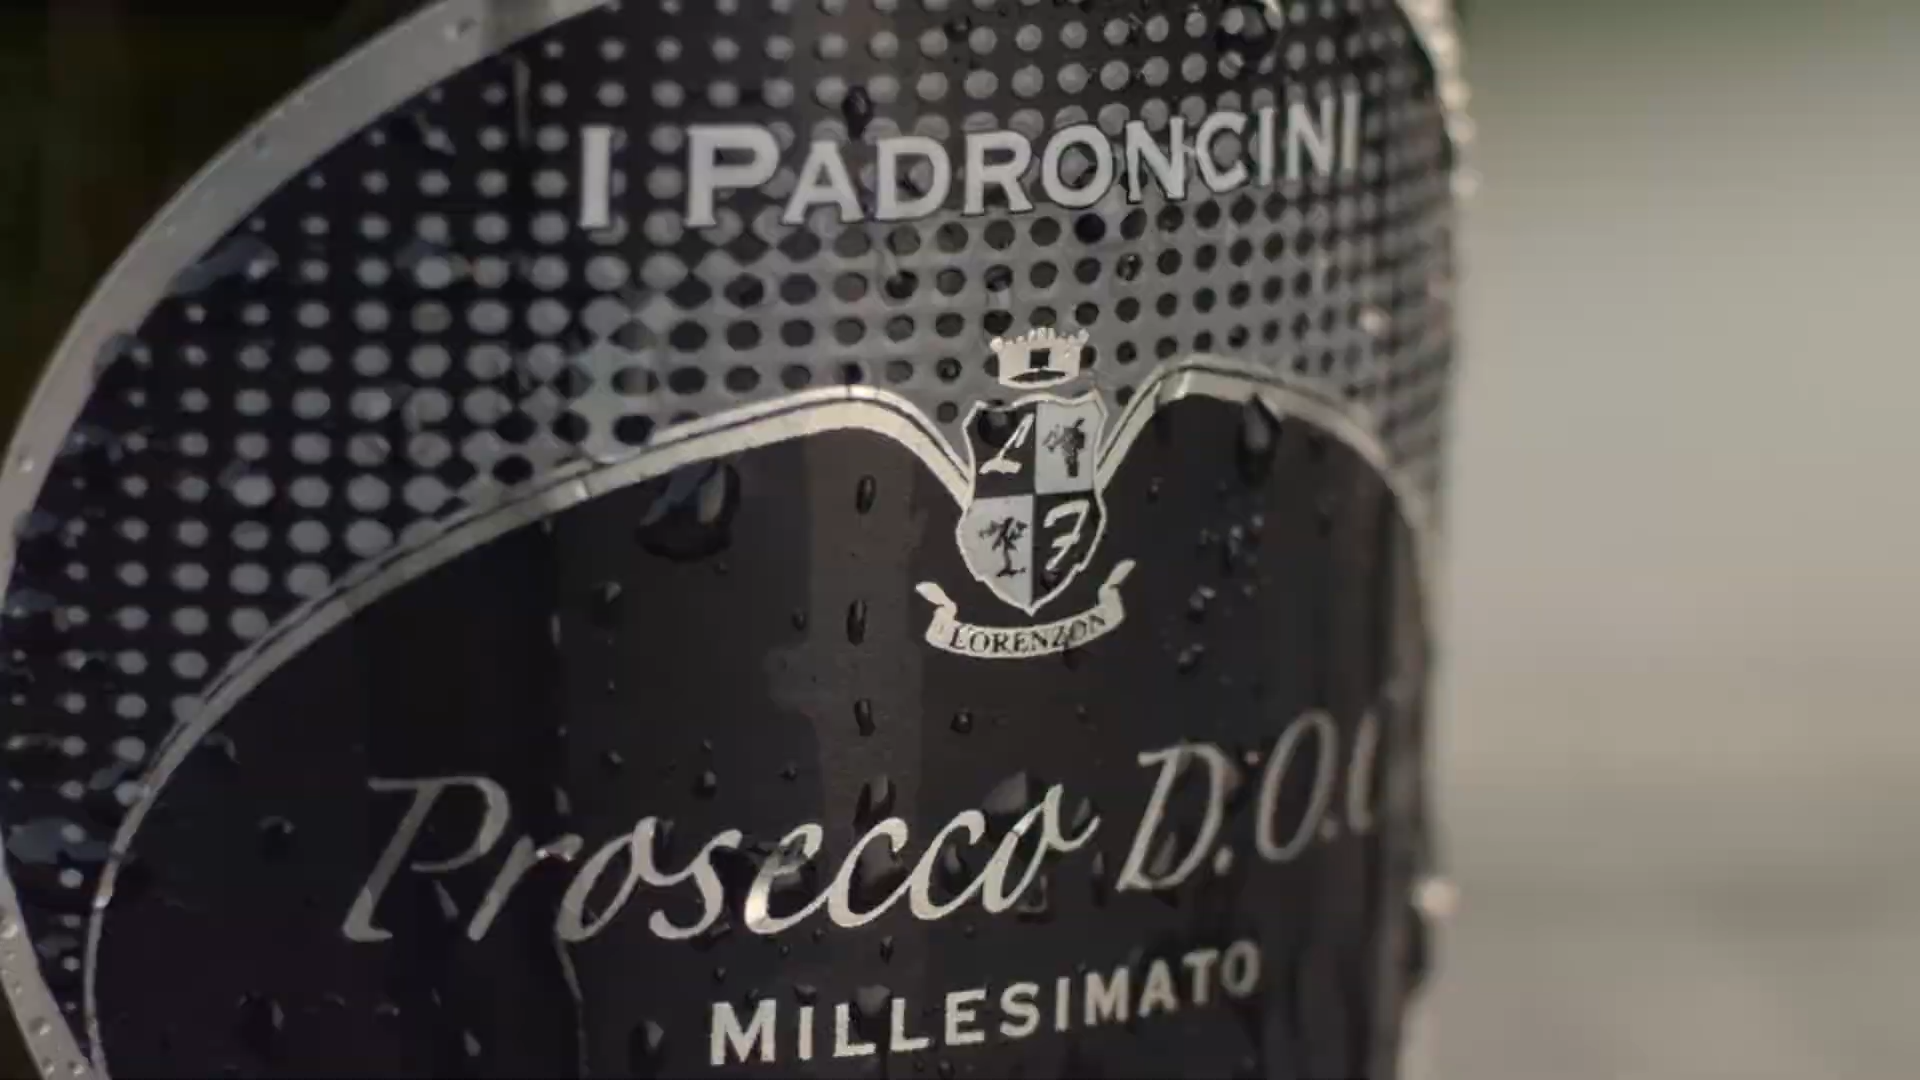 I PADRONCINI
L
F
LORENZON
Prosecco D.O.C
MILLESIMATO